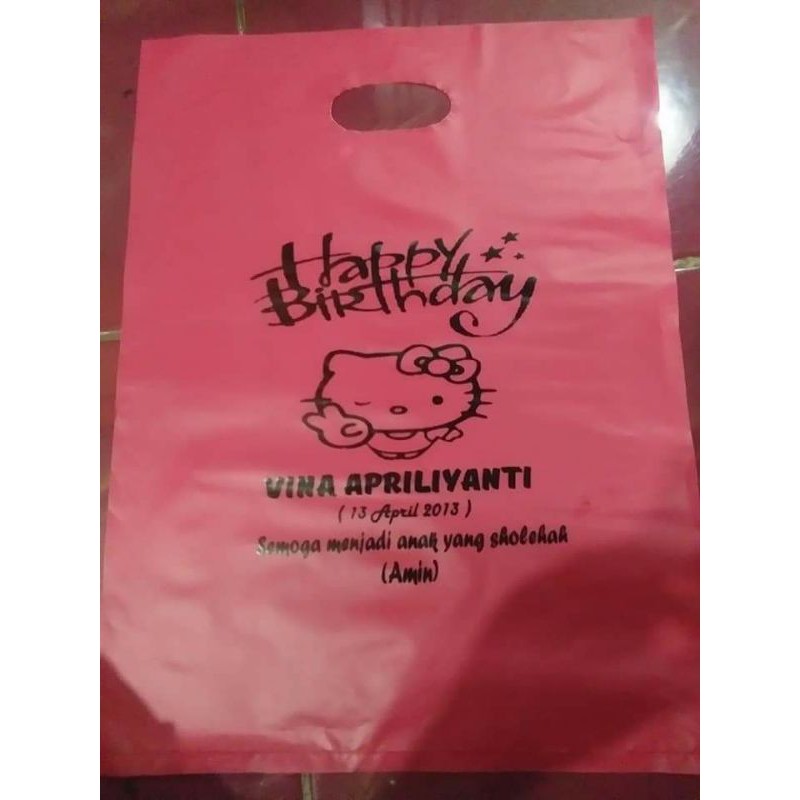 Happy
Birthday
VINA APRILIYANTI
( 13 April 2013 )
Semoga menjadi anak yang sholehah
(Amin)